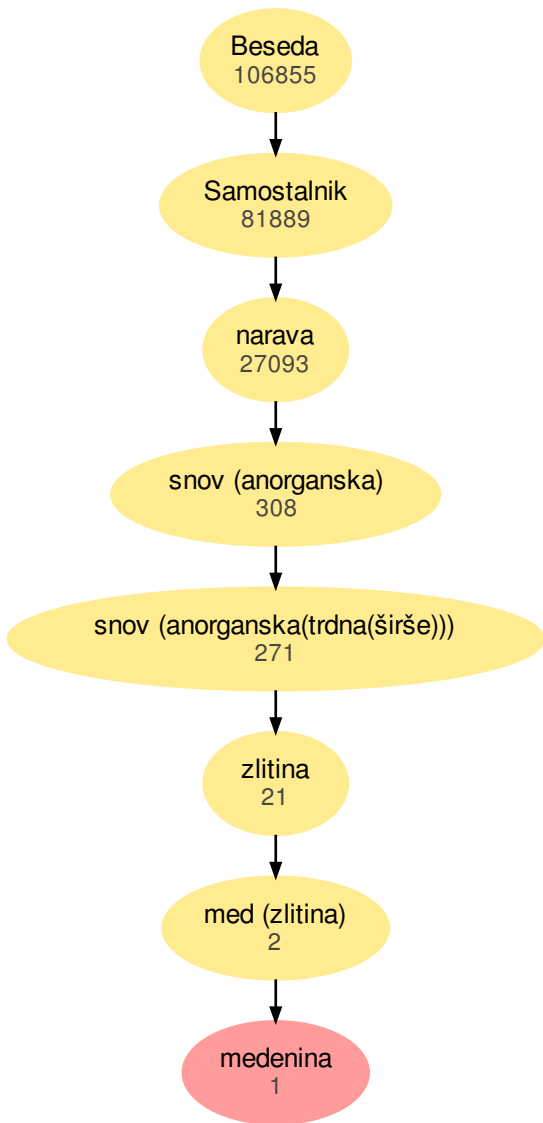 Beseda
106855
Samostalnik
81889
narava
27093
snov (anorganska)
308
snov (anorganska(trdna(širše)))
271
zlitina
21
med (zlitina)
2
medenina
1